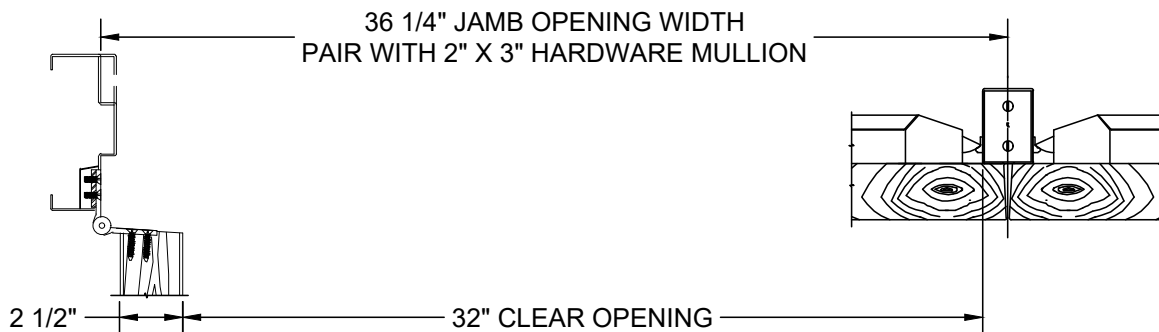 36 1/4" JAMB OPENING WIDTH
PAIR WITH 2" X 3" HARDWARE MULLION
2 1/2"
32" CLEAR OPENING